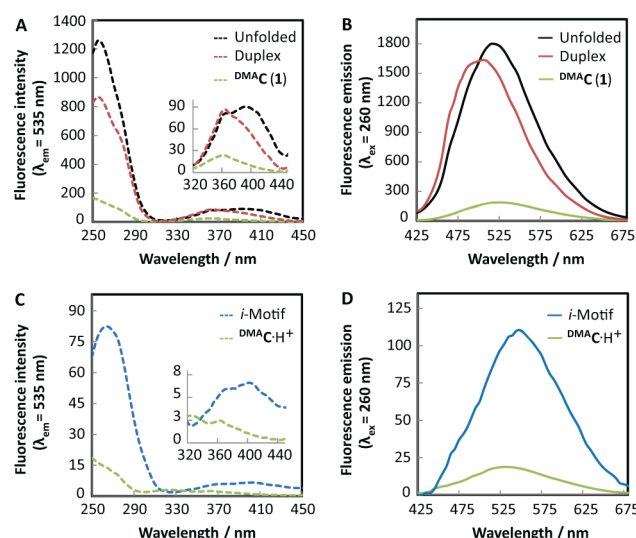 A
Fluorescence intensity
(λem = 535 nm)
1400
1200
1000
800
600
400
200
0
250 290 330 370 410 450
Wavelength / nm
Unfolded
Duplex
DMAC (1)
90
60
30
0
320 360 400 440
B
Fluorescence emission
(λex = 260 nm)
1800
1500
1200
900
600
300
0
425 475 525 575 625 675
Wavelength / nm
Unfolded
Duplex
DMAC (1)
C
Fluorescence intensity
(λem = 535 nm)
90
75
60
45
30
15
0
250 290 330 370 410 450
Wavelength / nm
i-Motif
DMAC·H+
8
6
3
2
0
320 360 400 440
D
Fluorescence emission
(λex = 260 nm)
125
100
75
50
25
0
425 475 525 575 625 675
Wavelength / nm
i-Motif
DMAC·H+